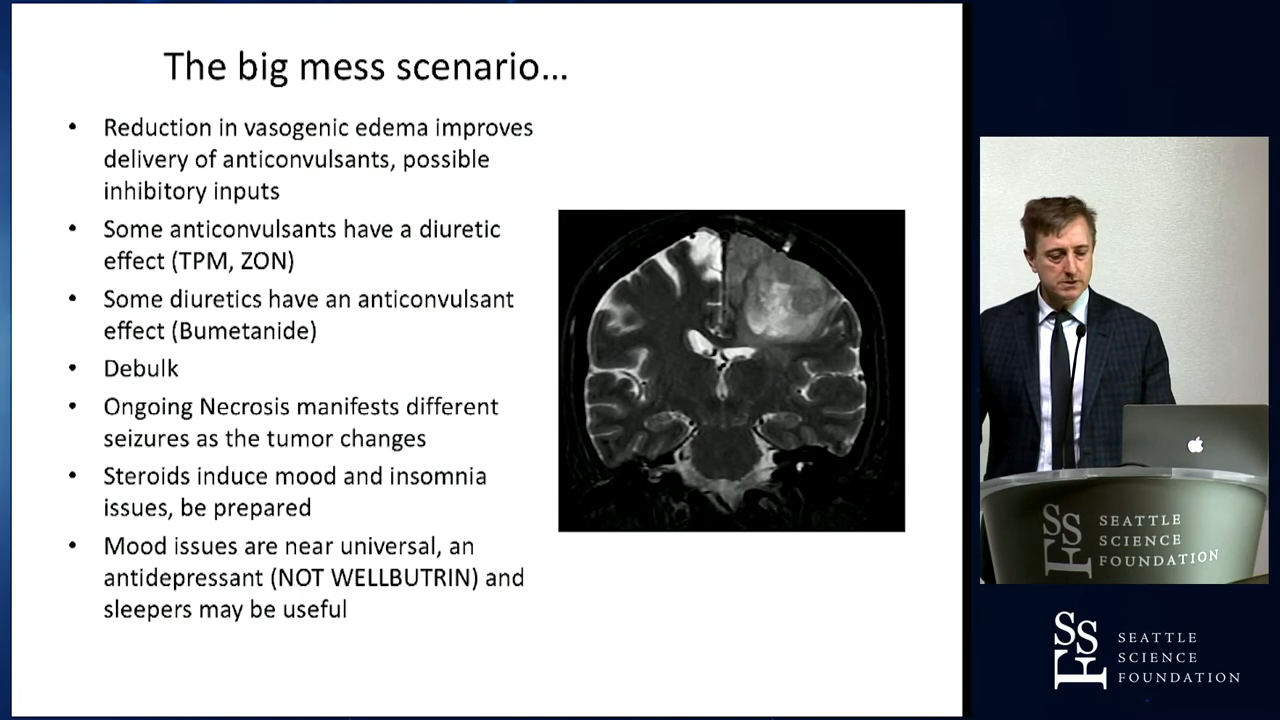 The big mess scenario...
• Reduction in vasogenic edema improves
delivery of anticonvulsants, possible
inhibitory inputs
• Some anticonvulsants have a diuretic
effect (TPM, ZON)
• Some diuretics have an anticonvulsant
effect (Bumetanide)
• Debulk
• Ongoing Necrosis manifests different
seizures as the tumor changes
• Steroids induce mood and insomnia
issues, be prepared
• Mood issues are near universal, an
antidepressant (NOT WELLBUTRIN) and
sleepers may be useful
SSF
SEATTLE
SCIENCE
FOUNDATION
SSF
SEATTLE
SCIENCE
FOUNDATION